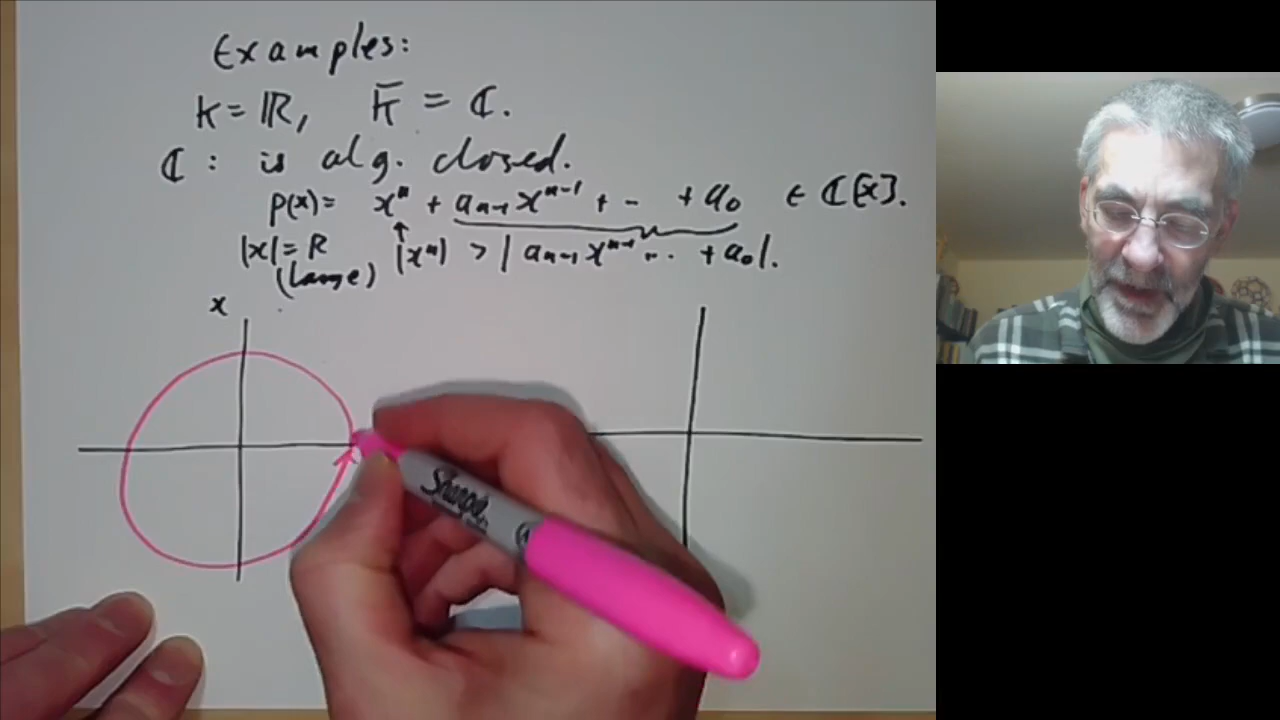 Examples:
k = ℝ, k̄ = ℂ.
ℂ : is alg. closed.
p(x) = xⁿ + aₙ₋₁xⁿ⁻¹ + ·· + a₀ ∈ ℂ[x].
|x| = R |xⁿ| > | aₙ₋₁xⁿ⁻¹ ... + a₀|.
(large)
x
Sharpie